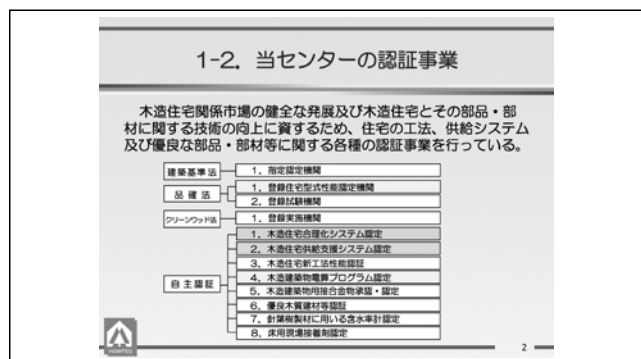 1-2. 当センターの認証事業
木造住宅関係市場の健全な発展及び木造住宅とその部品・部
材に関する技術の向上に資するため、住宅の工法、供給システム
及び優良な部品・部材等に関する各種の認証事業を行っている。
建築基準法
1. 指定認定機関
品確法
1. 登録住宅型式性能認定機関
2. 登録試験機関
クリーンウッド法
1. 登録実施機関
自主認証
1. 木造住宅合理化システム認定
2. 木造住宅供給支援システム認定
3. 木造住宅新工法性能認証
4. 木造建築物電算プログラム認定
5. 木造建築物用接合金物承認・認定
6. 優良木質建材等認証
7. 針葉樹製材に用いる含水率計認定
8. 床用現場接着剤認定
HOWTEC
2